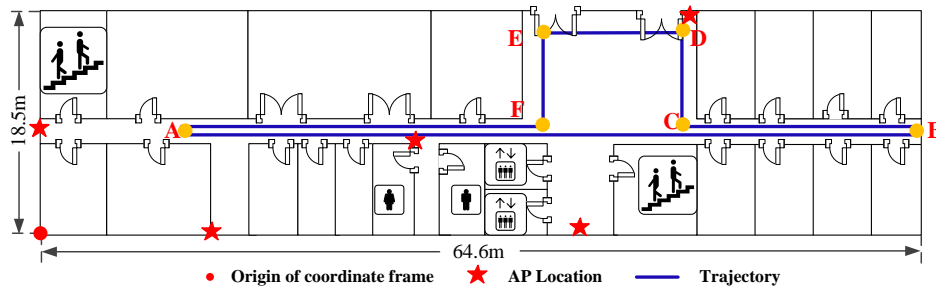 E
D
18.5m
A
F
C
B
64.6m
Origin of coordinate frame
AP Location
Trajectory